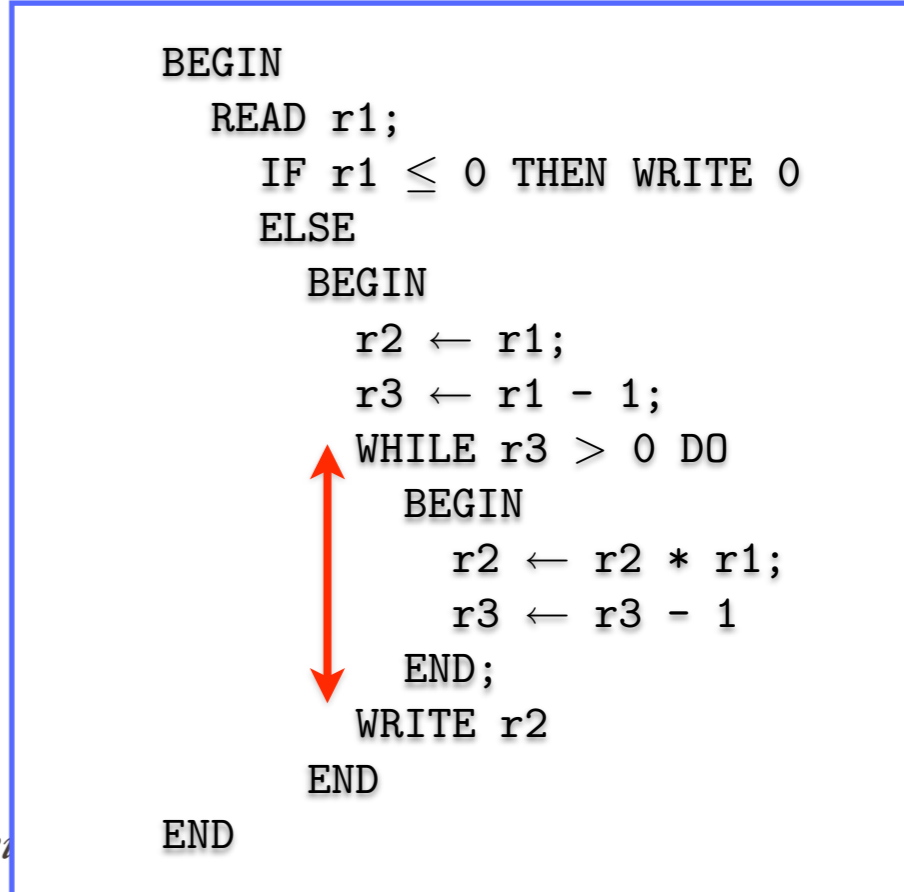 BEGIN
READ r1;
IF r1 ≤ 0 THEN WRITE 0
ELSE
BEGIN
r2 ← r1;
r3 ← r1 - 1;
WHILE r3 > 0 DO
BEGIN
r2 ← r2 * r1;
r3 ← r3 - 1
END;
WRITE r2
END
END